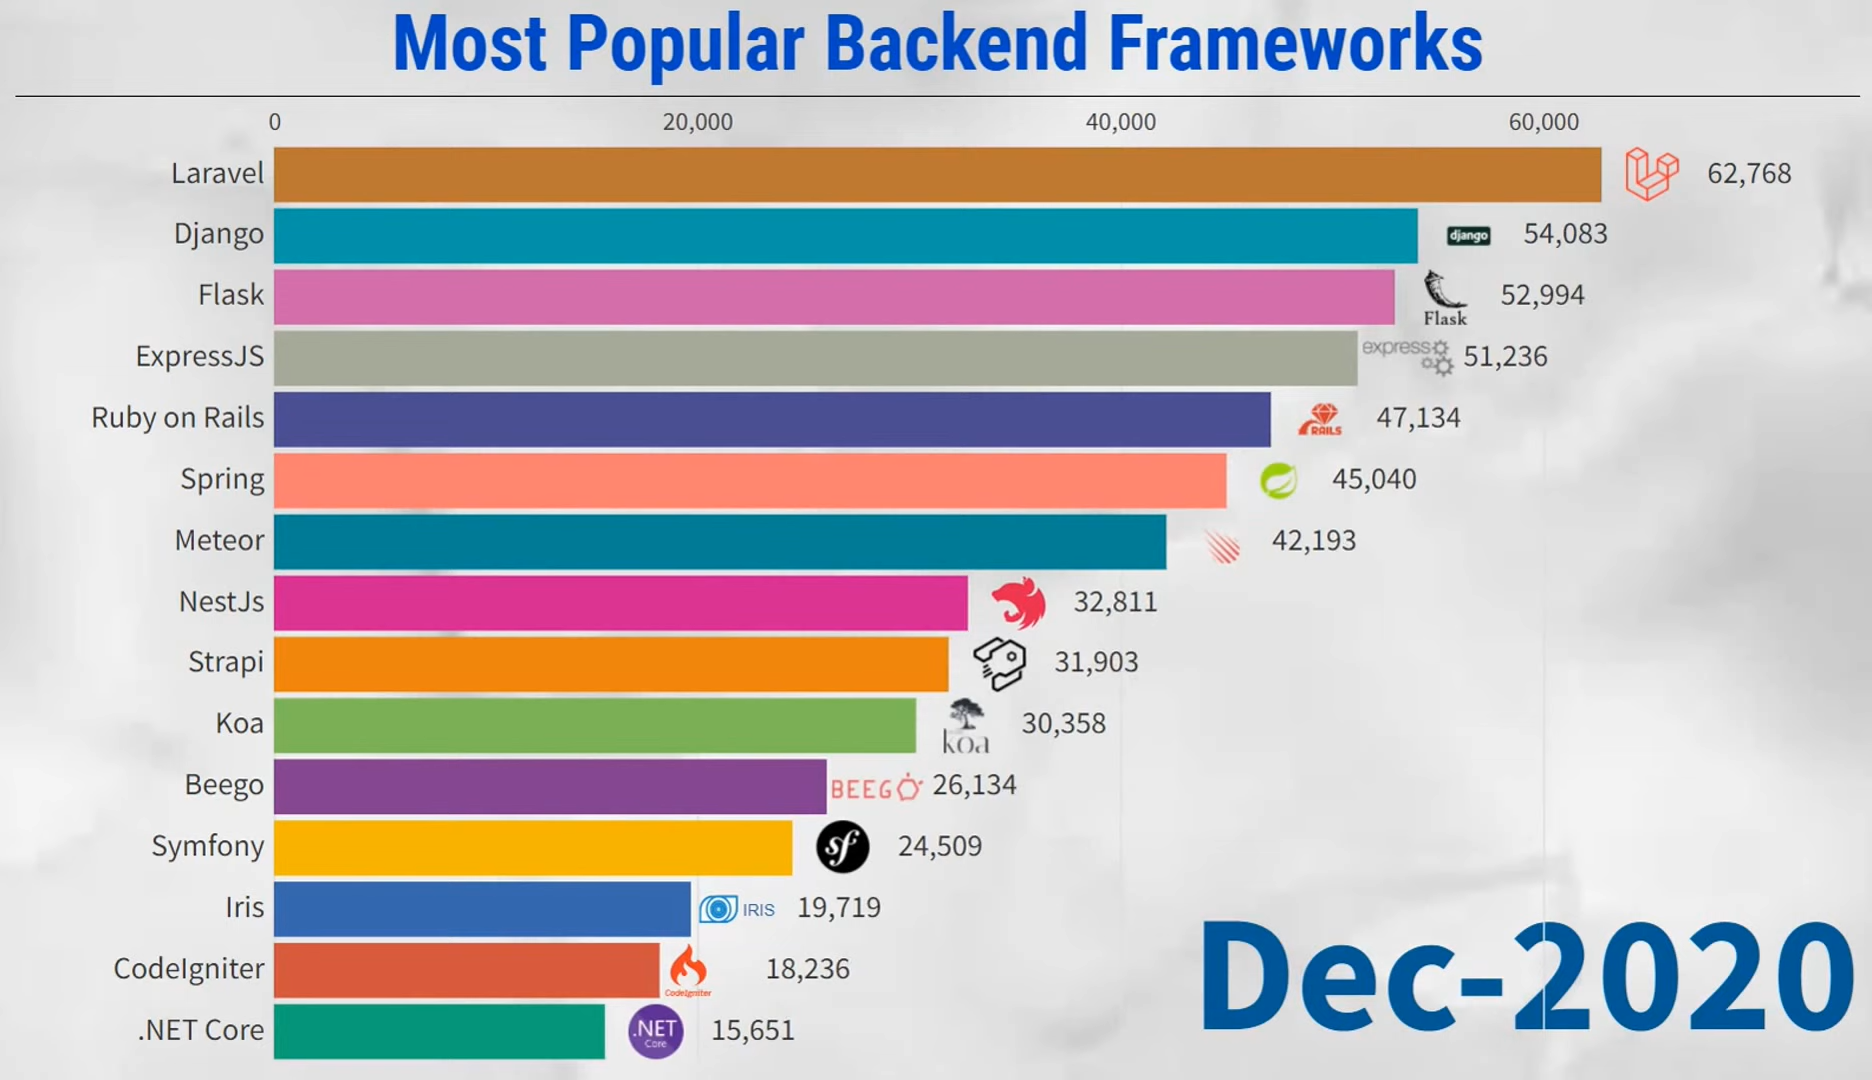 Most Popular Backend Frameworks
0 20,000 40,000 60,000
Laravel 62,768
Django django 54,083
Flask Flask 52,994
ExpressJS express 51,236
Ruby on Rails RAILS 47,134
Spring 45,040
Meteor 42,193
NestJs 32,811
Strapi 31,903
Koa koa 30,358
Beego BEEGO 26,134
Symfony sf 24,509
Iris IRIS 19,719
CodeIgniter CodeIgniter 18,236
.NET Core .NET Core 15,651
Dec-2020